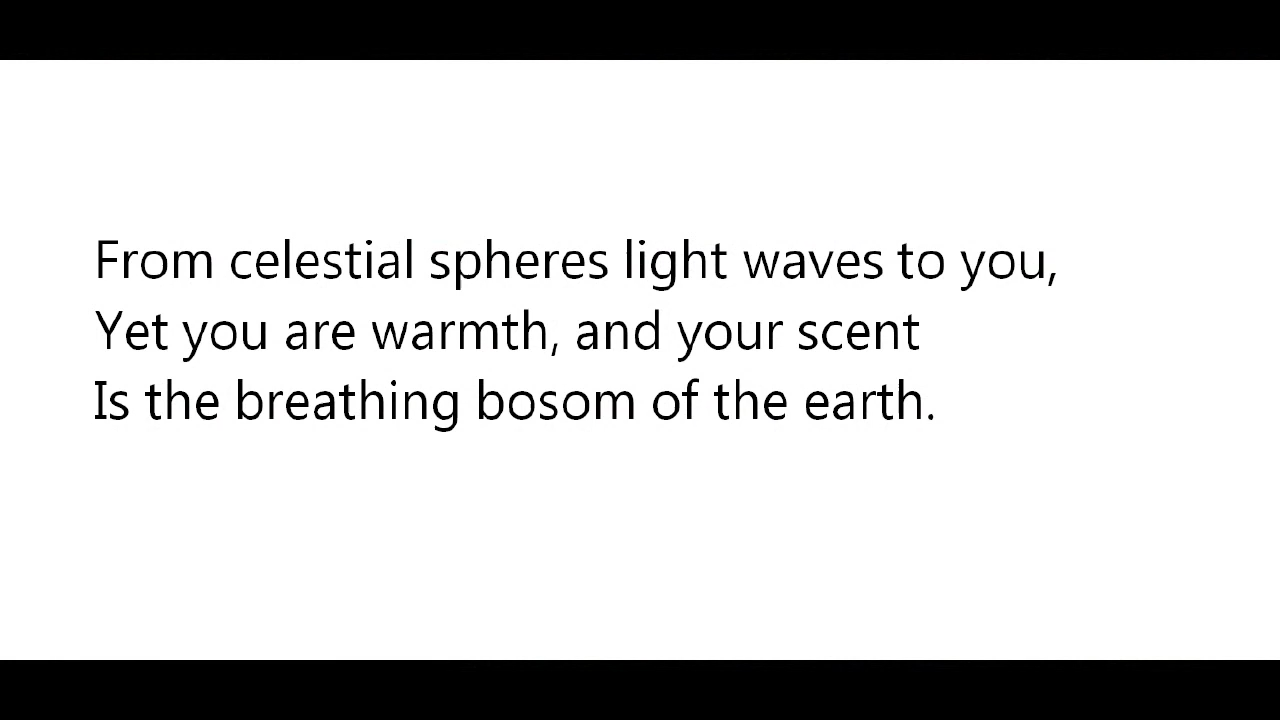 From celestial spheres light waves to you,
Yet you are warmth, and your scent
Is the breathing bosom of the earth.